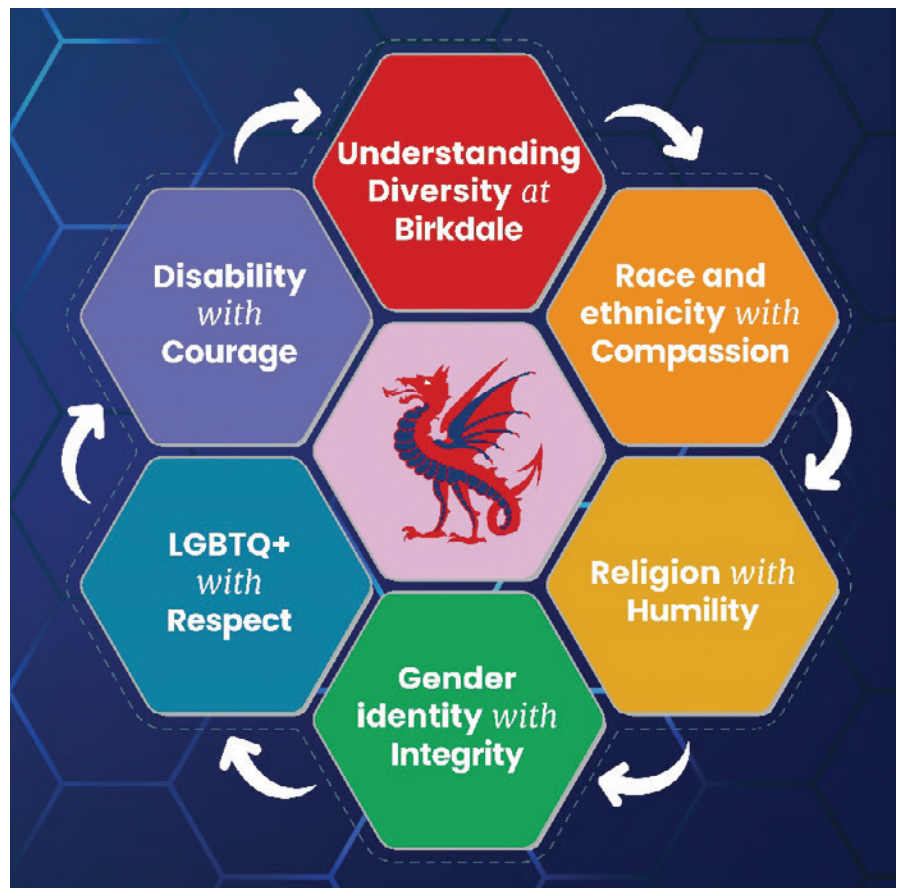 Understanding
Diversity at
Birkdale
Race and
ethnicity with
Compassion
Religion with
Humility
Gender
identity with
Integrity
LGBTQ+
with
Respect
Disability
with
Courage